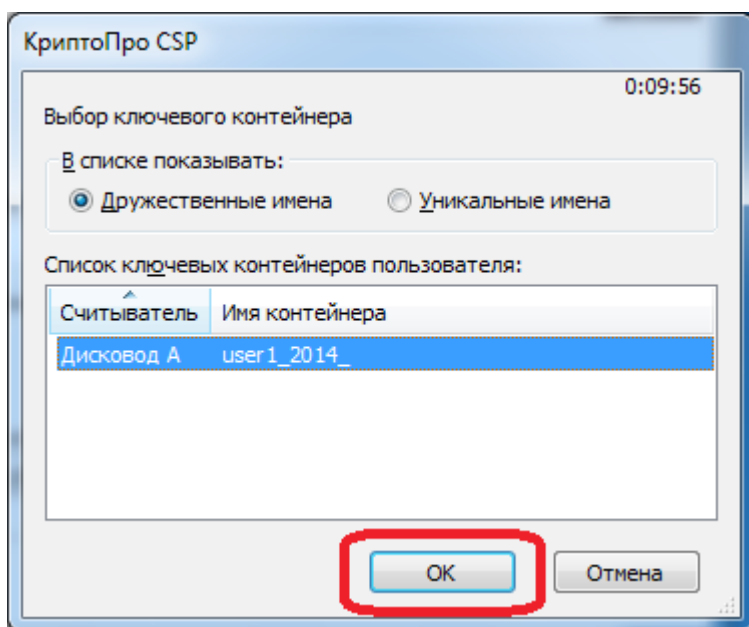 КриптоПро CSP
0:09:56
Выбор ключевого контейнера
В списке показывать:
Дружественные имена Уникальные имена
Список ключевых контейнеров пользователя:
Считыватель Имя контейнера
Дисковод A user1_2014_
ОК Отмена